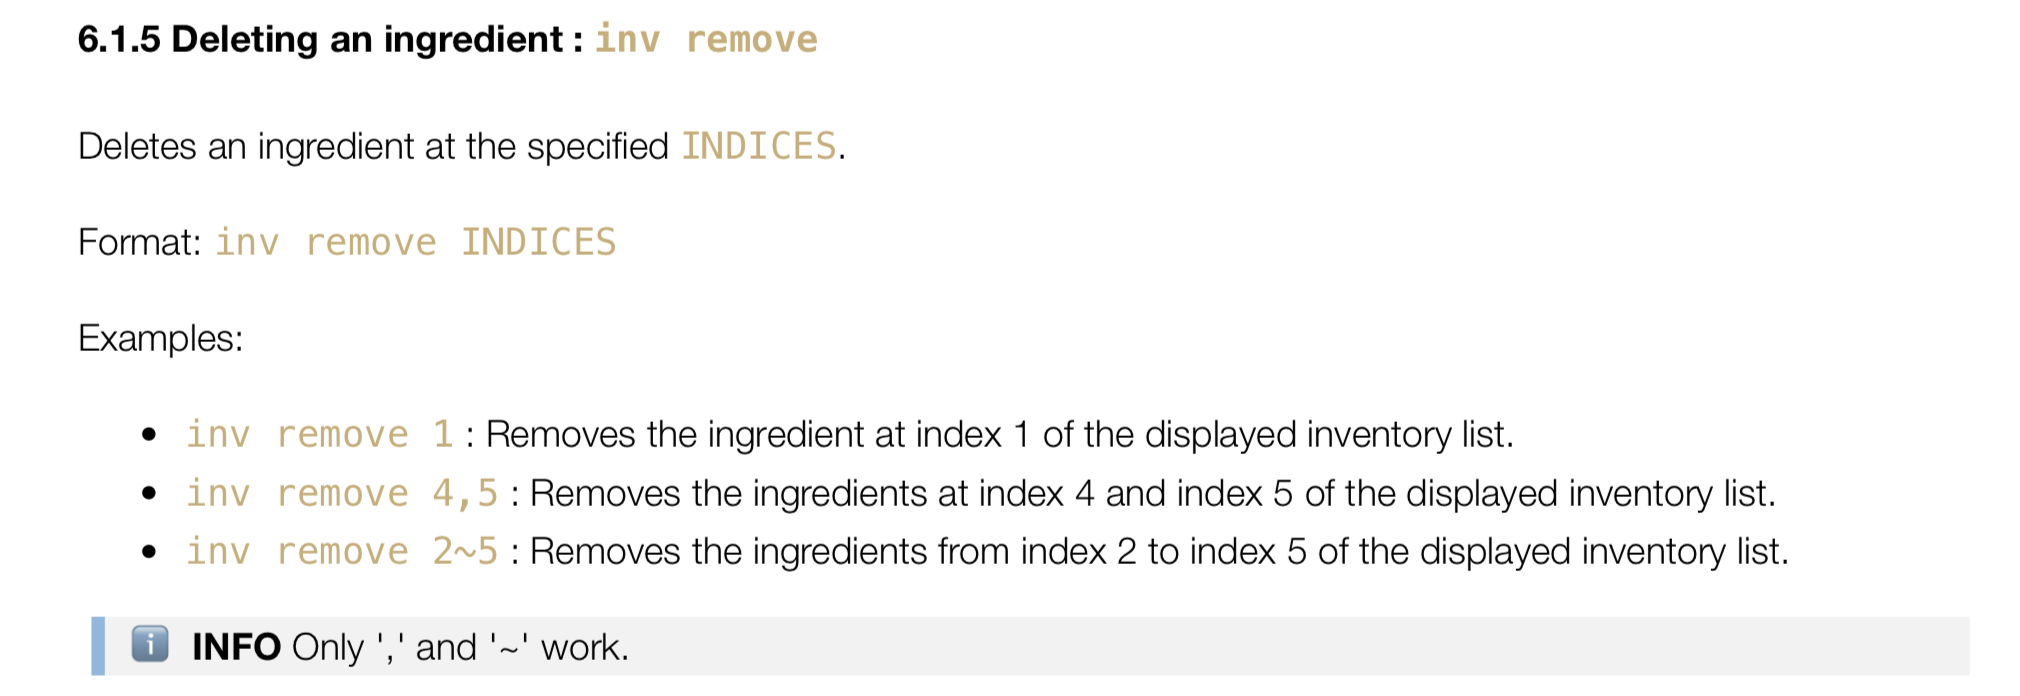 6.1.5 Deleting an ingredient : inv remove
Deletes an ingredient at the specified INDICES.
Format: inv remove INDICES
Examples:
• inv remove 1 : Removes the ingredient at index 1 of the displayed inventory list.
• inv remove 4,5 : Removes the ingredients at index 4 and index 5 of the displayed inventory list.
• inv remove 2~5 : Removes the ingredients from index 2 to index 5 of the displayed inventory list.
ℹ️ INFO Only ',' and '~' work.